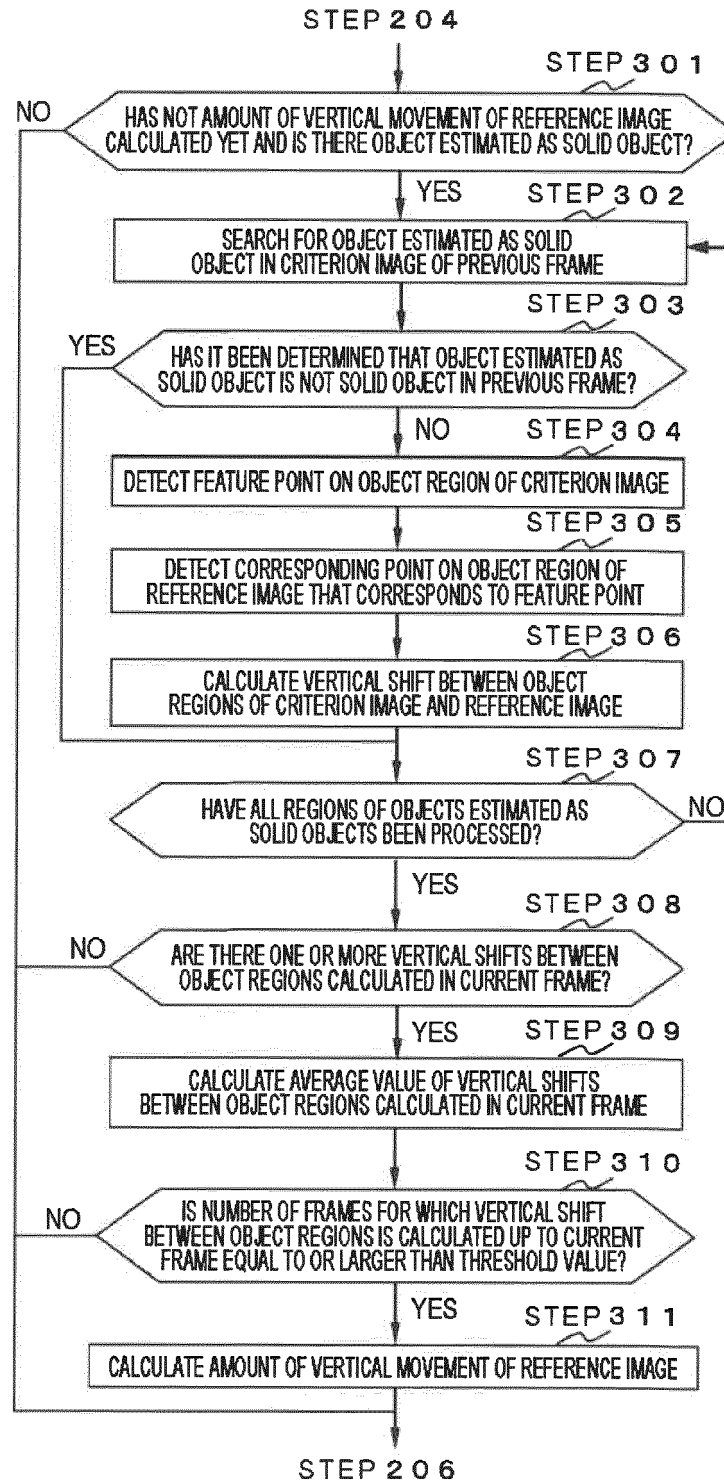 STEP 204
STEP 301
NO
HAS NOT AMOUNT OF VERTICAL MOVEMENT OF REFERENCE IMAGE
CALCULATED YET AND IS THERE OBJECT ESTIMATED AS SOLID OBJECT?
YES
STEP 302
SEARCH FOR OBJECT ESTIMATED AS SOLID
OBJECT IN CRITERION IMAGE OF PREVIOUS FRAME
STEP 303
YES
HAS IT BEEN DETERMINED THAT OBJECT ESTIMATED AS
SOLID OBJECT IS NOT SOLID OBJECT IN PREVIOUS FRAME?
NO
STEP 304
DETECT FEATURE POINT ON OBJECT REGION OF CRITERION IMAGE
STEP 305
DETECT CORRESPONDING POINT ON OBJECT REGION OF
REFERENCE IMAGE THAT CORRESPONDS TO FEATURE POINT
STEP 306
CALCULATE VERTICAL SHIFT BETWEEN OBJECT
REGIONS OF CRITERION IMAGE AND REFERENCE IMAGE
STEP 307
HAVE ALL REGIONS OF OBJECTS ESTIMATED AS
SOLID OBJECTS BEEN PROCESSED?
NO
YES
STEP 308
NO
ARE THERE ONE OR MORE VERTICAL SHIFTS BETWEEN
OBJECT REGIONS CALCULATED IN CURRENT FRAME?
YES
STEP 309
CALCULATE AVERAGE VALUE OF VERTICAL SHIFTS
BETWEEN OBJECT REGIONS CALCULATED IN CURRENT FRAME
STEP 310
NO
IS NUMBER OF FRAMES FOR WHICH VERTICAL SHIFT
BETWEEN OBJECT REGIONS IS CALCULATED UP TO CURRENT
FRAME EQUAL TO OR LARGER THAN THRESHOLD VALUE?
YES
STEP 311
CALCULATE AMOUNT OF VERTICAL MOVEMENT OF REFERENCE IMAGE
STEP 206